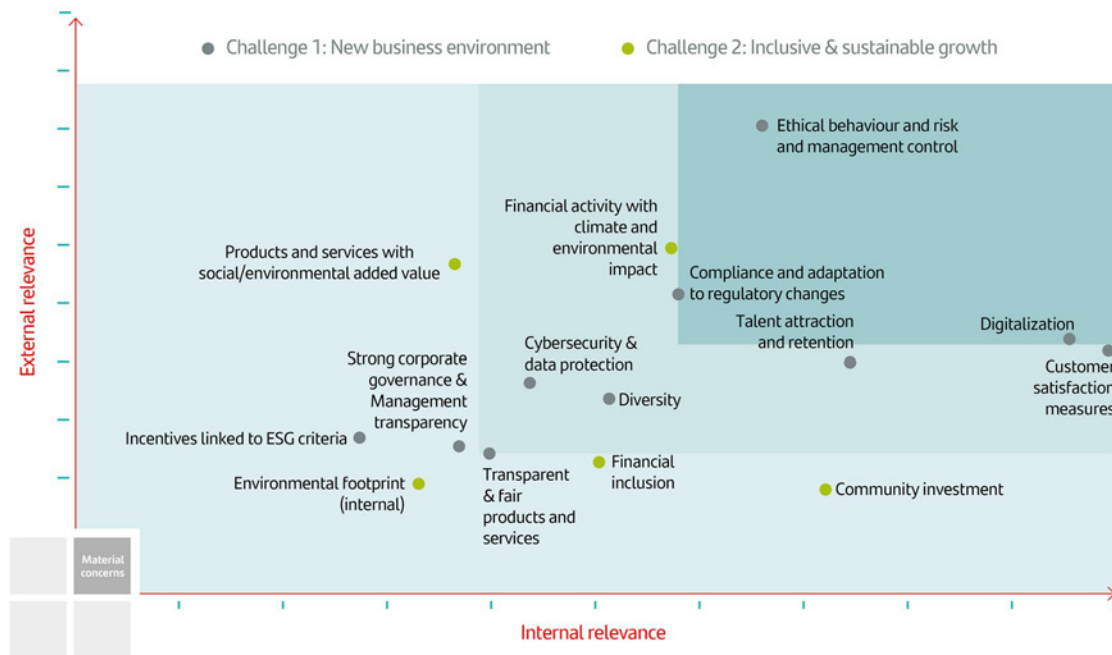 Challenge 1: New business environment
Challenge 2: Inclusive & sustainable growth
Ethical behaviour and risk
and management control
Financial activity with
climate and
environmental
impact
Products and services with
social/environmental added value
Compliance and adaptation
to regulatory changes
Talent attraction
and retention
Digitalization
Customer
satisfaction
measures
Cybersecurity &
data protection
Strong corporate
governance &
Management
transparency
Diversity
Incentives linked to ESG criteria
Environmental footprint
(internal)
Transparent
& fair
products and
services
Financial
inclusion
Community investment
External relevance
Material
concerns
Internal relevance